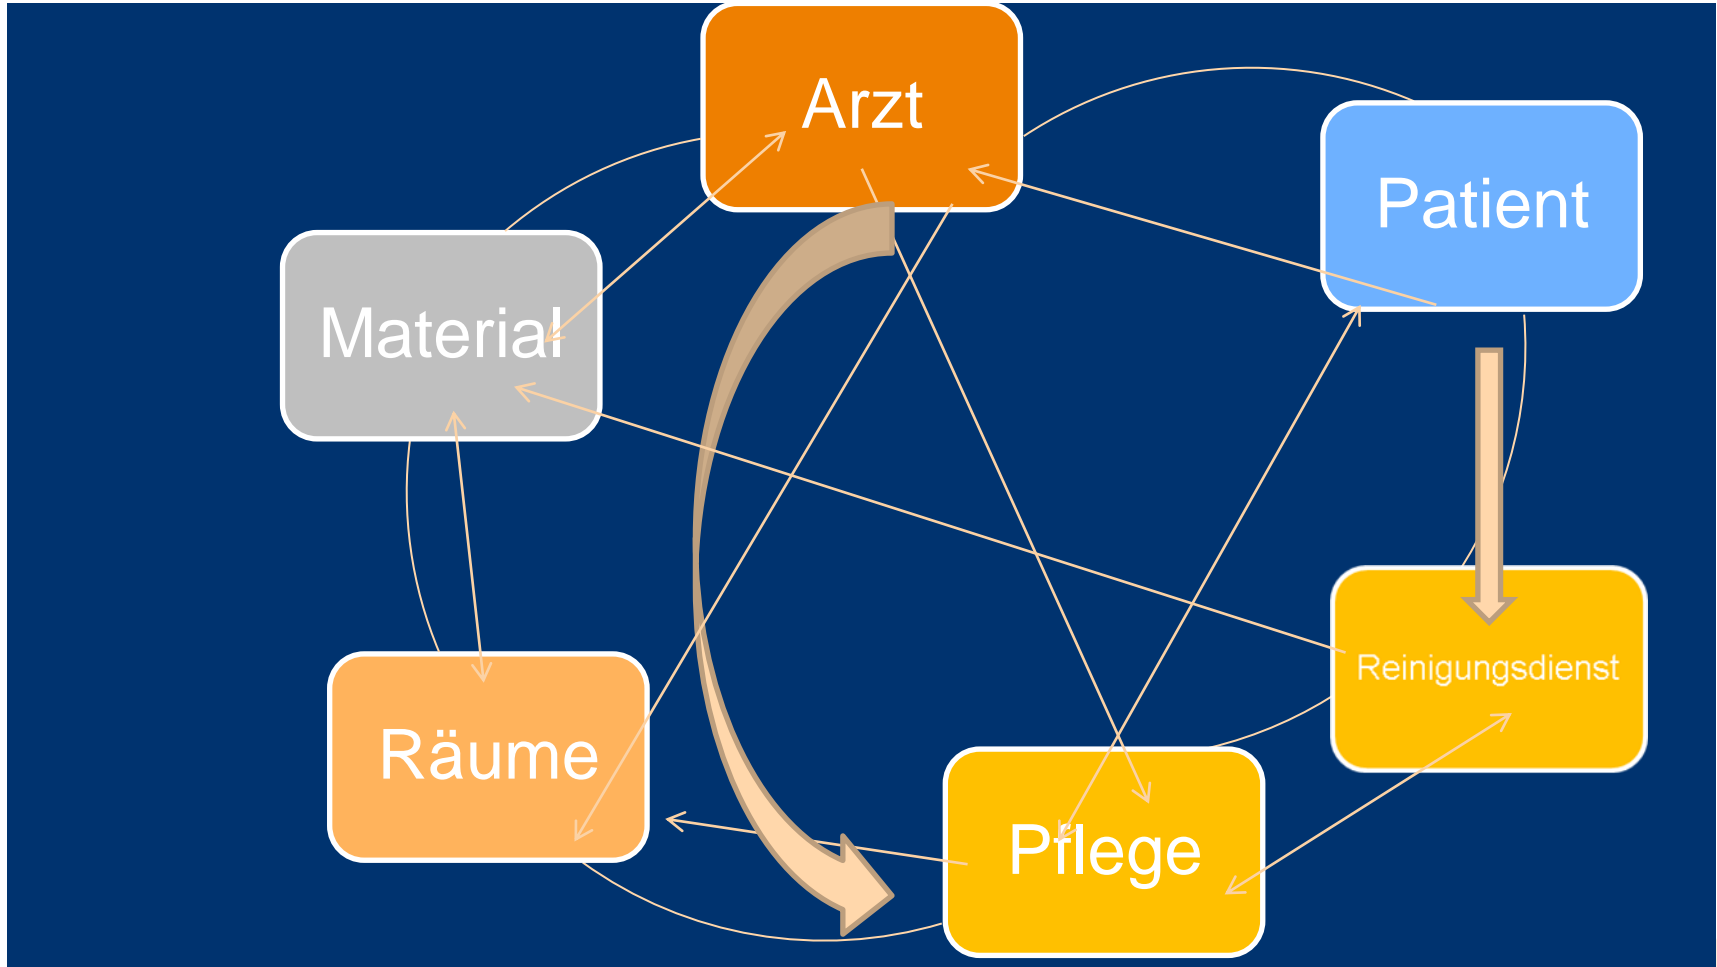 Arzt
Patient
Material
Reinigungsdienst
Räume
Pflege